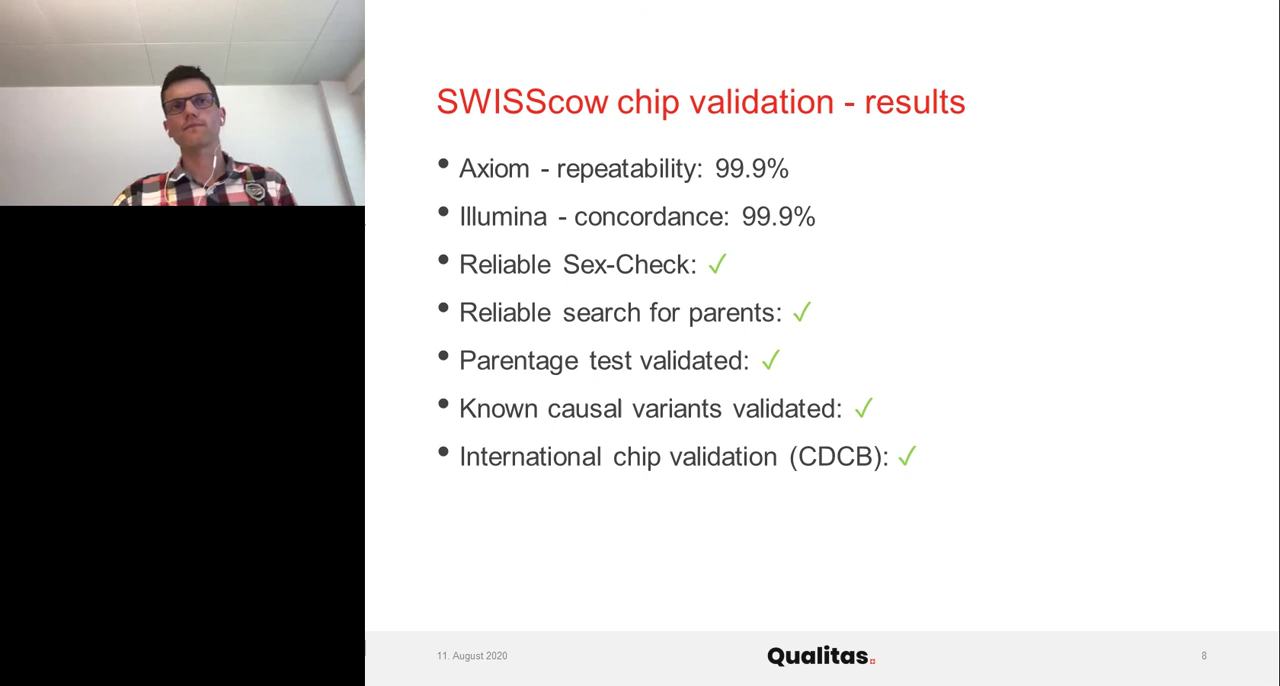 SWISScow chip validation - results
• Axiom - repeatability: 99.9%
• Illumina - concordance: 99.9%
• Reliable Sex-Check: ✓
• Reliable search for parents: ✓
• Parentage test validated: ✓
• Known causal variants validated: ✓
• International chip validation (CDCB): ✓
11. August 2020
Qualitas
8